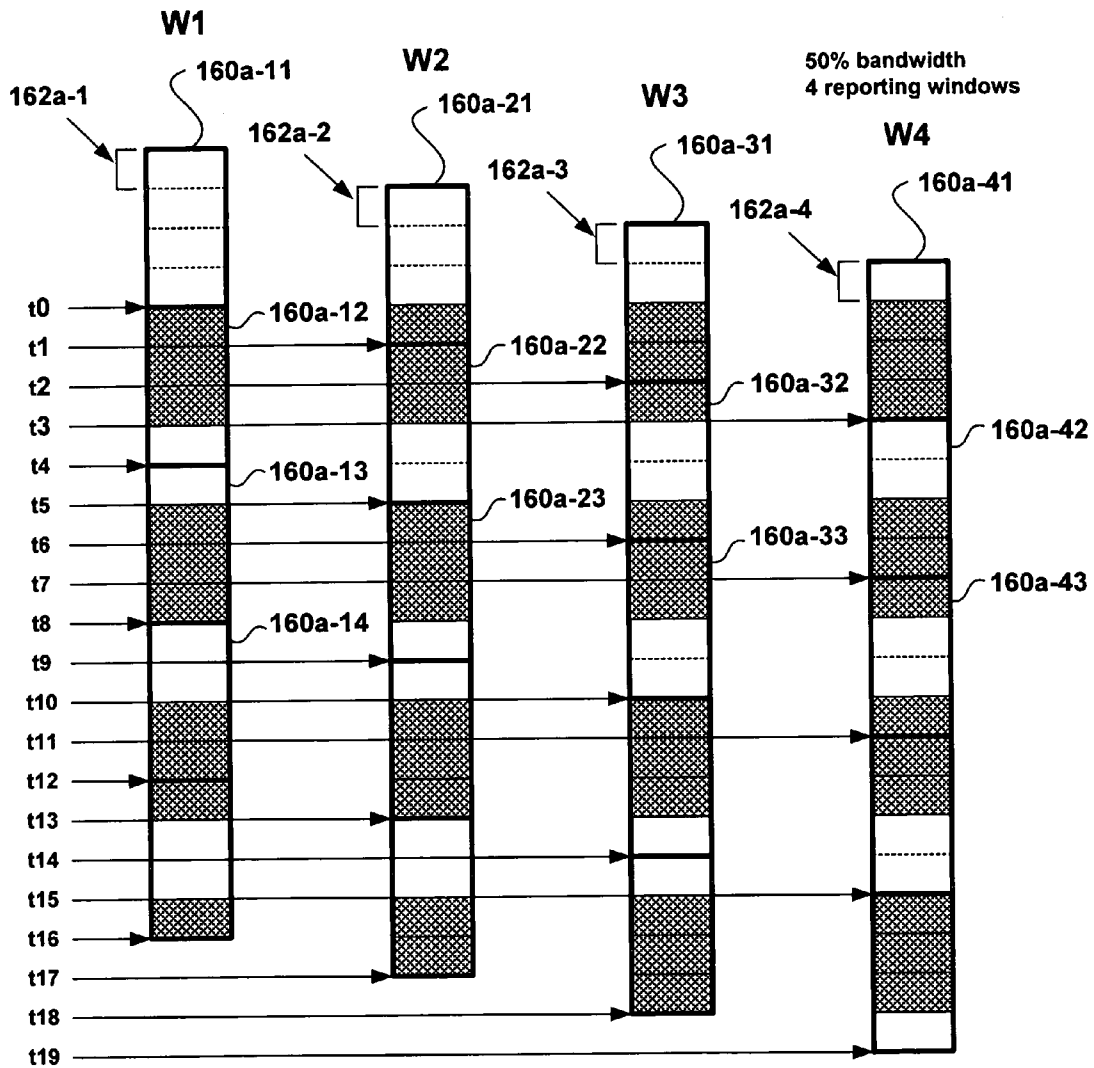 W1
160a-11
162a-1
W2
160a-21
162a-2
W3
160a-31
162a-3
50% bandwidth
4 reporting windows
W4
160a-41
162a-4
t0
160a-12
t1
160a-22
t2
160a-32
t3
160a-42
t4
160a-13
t5
160a-23
t6
160a-33
t7
160a-43
t8
160a-14
t9
t10
t11
t12
t13
t14
t15
t16
t17
t18
t19